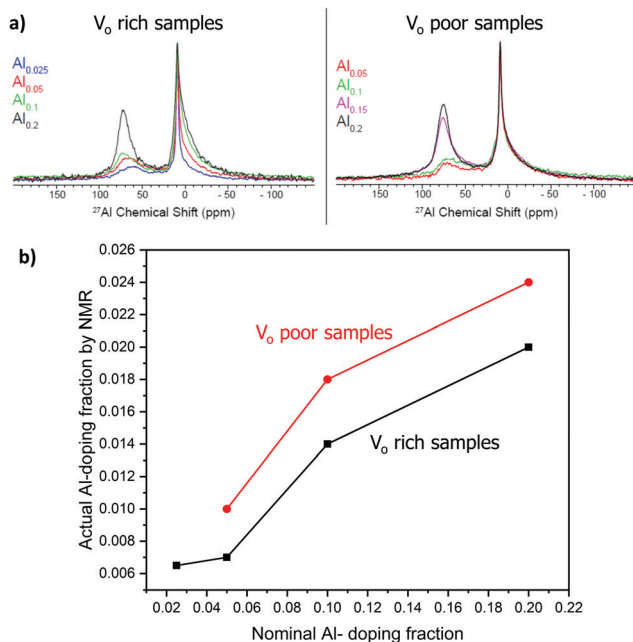 a)
Vo rich samples
Vo poor samples
Al0.025
Al0.05
Al0.1
Al0.2
Al0.05
Al0.1
Al0.15
Al0.2
150 100 50 0 -50 -100
27Al Chemical Shift (ppm)
150 100 50 0 -50 -100
27Al Chemical Shift (ppm)
b)
0.024
0.022
0.020
0.018
0.016
0.014
0.012
0.010
0.008
0.006
Actual Al-doping fraction by NMR
Vo poor samples
Vo rich samples
0.02 0.04 0.06 0.08 0.10 0.12 0.14 0.16 0.18 0.20 0.22
Nominal Al- doping fraction